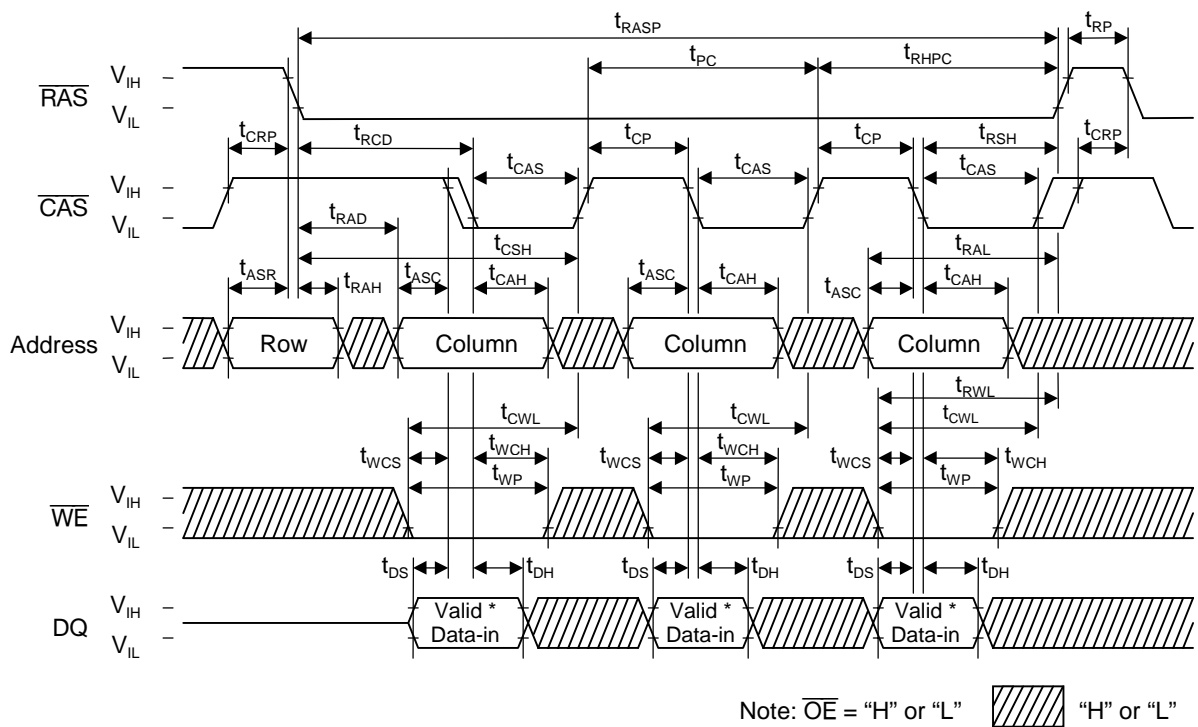 tRASP
tRP
tPC
tRHPC
RAS
VIH
VIL
tCRP
tRCD
tCP
tCP
tRSH
tCRP
tCAS
tCAS
tCAS
CAS
VIH
VIL
tRAD
tCSH
tRAL
tASR
tRAH
tASC
tCAH
tASC
tCAH
tASC
tCAH
Address
VIH
VIL
Row
Column
Column
Column
tRWL
tCWL
tCWL
tCWL
tWCS
tWCH
tWCS
tWCH
tWCS
tWCH
tWP
tWP
tWP
WE
VIH
VIL
tDS
tDH
tDS
tDH
tDS
tDH
DQ
VIH
VIL
Valid *
Data-in
Valid *
Data-in
Valid *
Data-in
Note: OE = “H” or “L”
“H” or “L”